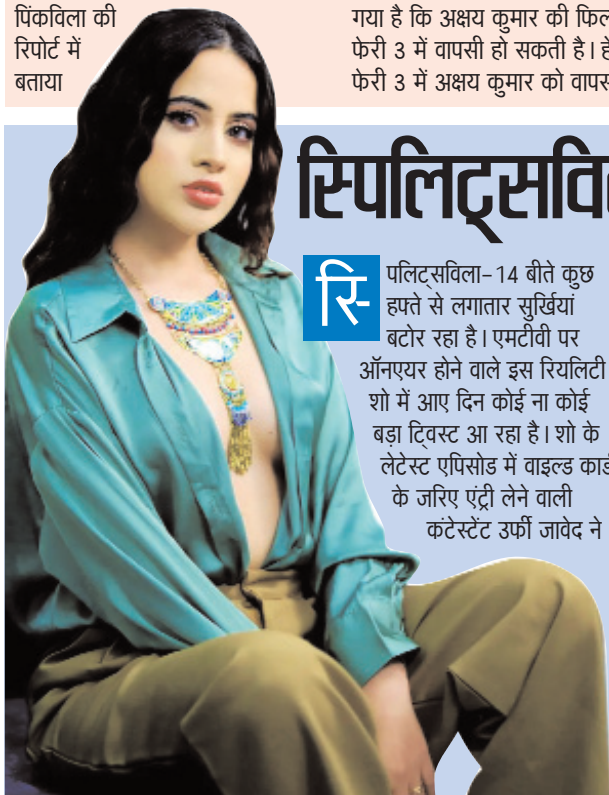 पिंकविला की
रिपोर्ट में
बताया
गया है कि अक्षय कुमार की फिल
फेरी 3 में वापसी हो सकती है। हे
फेरी 3 में अक्षय कुमार को वापस
स्पिलिट्सवि
स्पिलिट्सविला-14 बीते कुछ
हफ्ते से लगातार सुर्खियां
बटोर रहा है। एमटीवी पर
ऑनएयर होने वाले इस रियलिटी
शो में आए दिन कोई ना कोई
बड़ा ट्विस्ट आ रहा है। शो के
लेटेस्ट एपिसोड में वाइल्ड कार्ड
के जरिए एंट्री लेने वाली
कंटेस्टेंट उर्फी जावेद ने